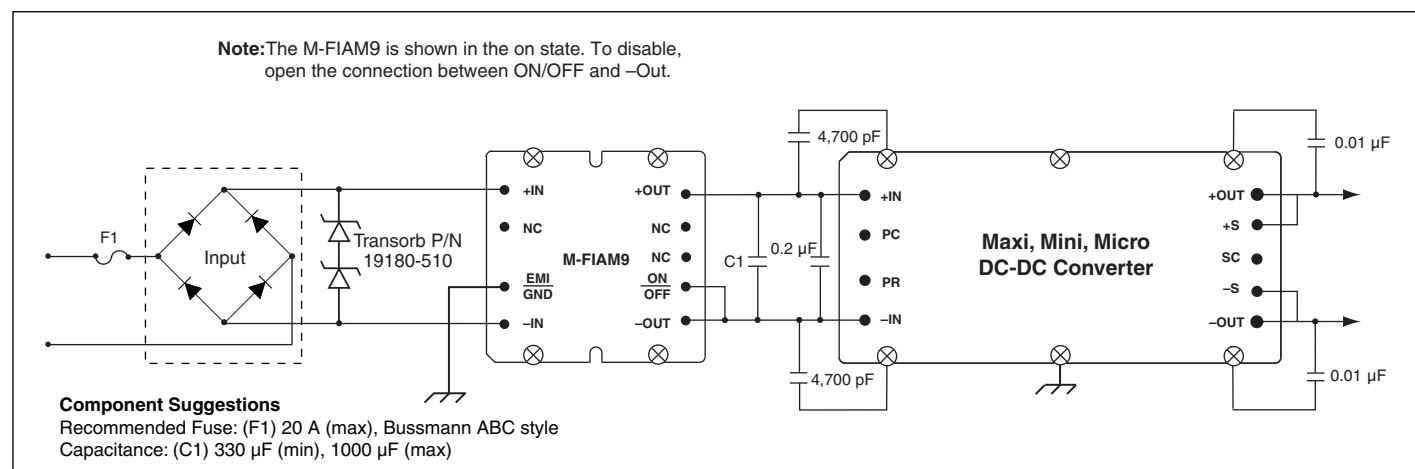 Note:The M-FIAM9 is shown in the on state. To disable,
open the connection between ON/OFF and –Out.
F1
Input
Transorb P/N
19180-510
+IN
NC
EMI
GND
–IN
M-FIAM9
+OUT
NC
NC
ON
OFF
–OUT
C1
0.2 µF
4,700 pF
4,700 pF
+IN
PC
PR
–IN
Maxi, Mini, Micro
DC-DC Converter
+OUT
+S
SC
–S
–OUT
0.01 µF
0.01 µF
Component Suggestions
Recommended Fuse: (F1) 20 A (max), Bussmann ABC style
Capacitance: (C1) 330 µF (min), 1000 µF (max)